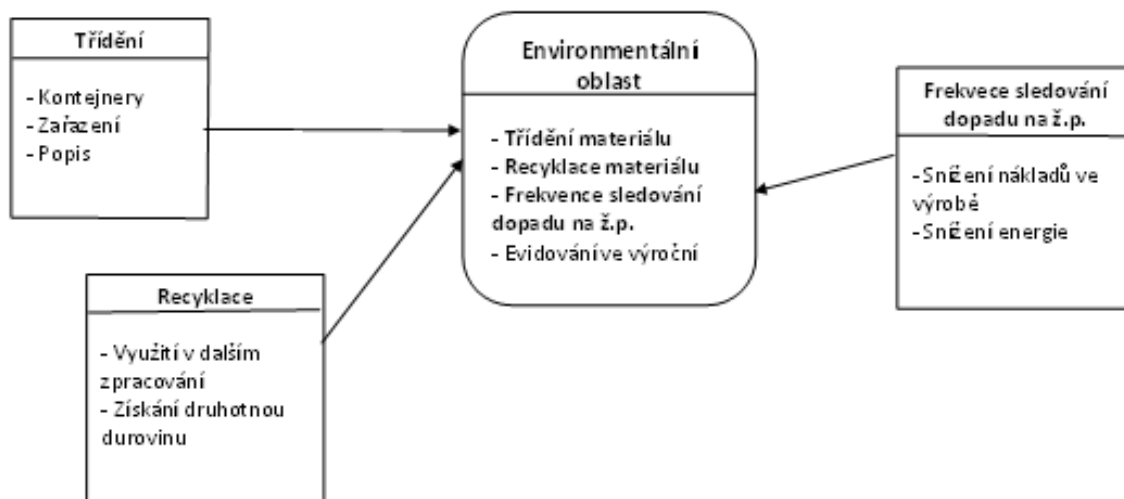 Třídění
- Kontejnery
- Zařazení
- Popis
Environmentální
oblast
- Třídění materiálu
- Recyklace materiálu
- Frekvence sledování
dopadu na ž.p.
- Evidování ve výroční
Frekvece sledování
dopadu na ž.p.
- Snížení nákladů ve
výrobě
- Snížení energie
Recyklace
- Využití v dalším
zpracování
- Získání druhotnou
durovinu